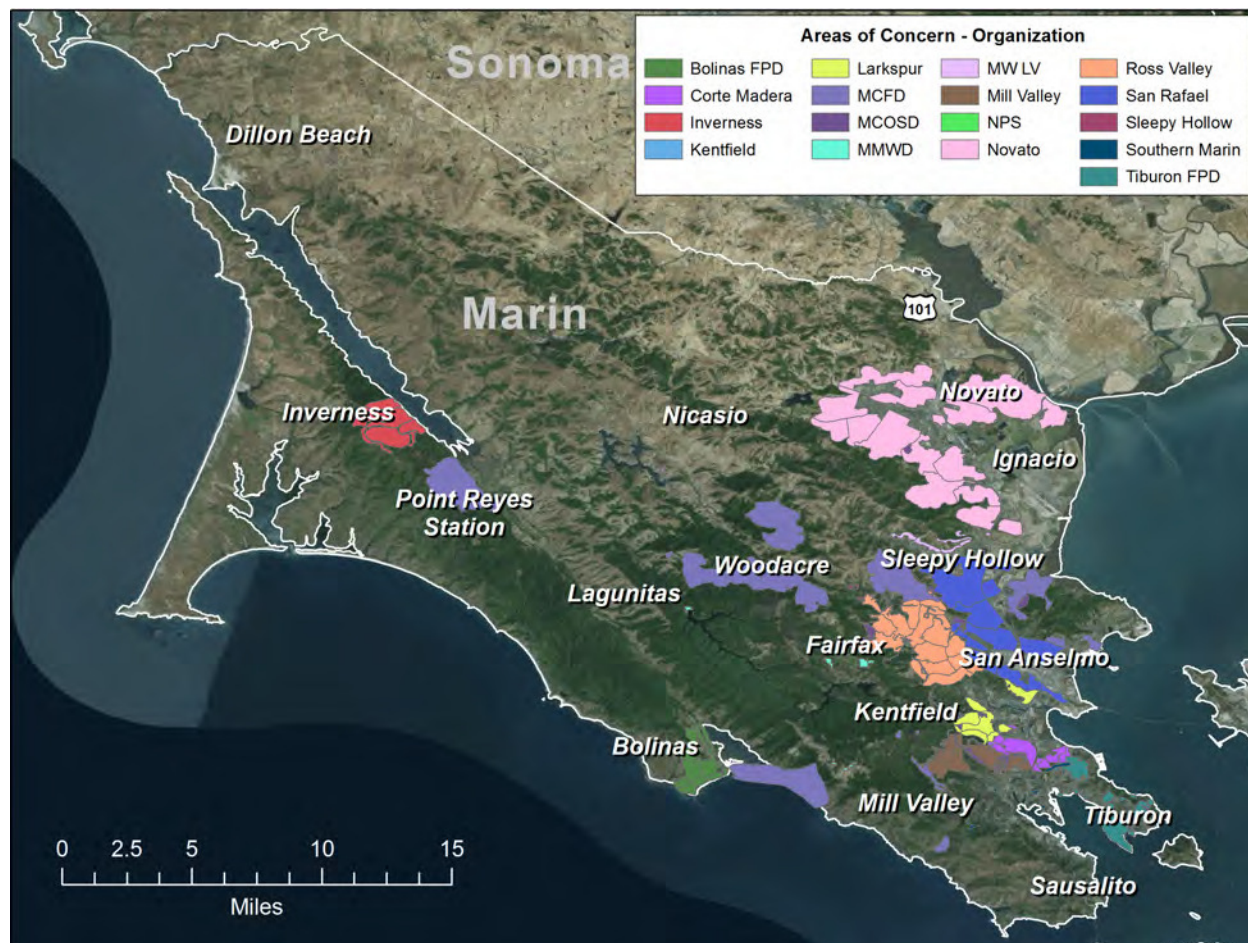 Sonoma
Areas of Concern - Organization
Bolinas FPD
Larkspur
MW LV
Ross Valley
Corte Madera
MCFD
Mill Valley
San Rafael
Inverness
MCOSD
NPS
Sleepy Hollow
Kentfield
MMWD
Novato
Southern Marin
Tiburon FPD
Dillon Beach
Marin
101
Inverness
Nicasio
Novato
Ignacio
Point Reyes
Station
Woodacre
Sleepy Hollow
Lagunitas
Fairfax
San Anselmo
Kentfield
Bolinas
Mill Valley
Tiburon
Sausalito
0 2.5 5 10 15
Miles